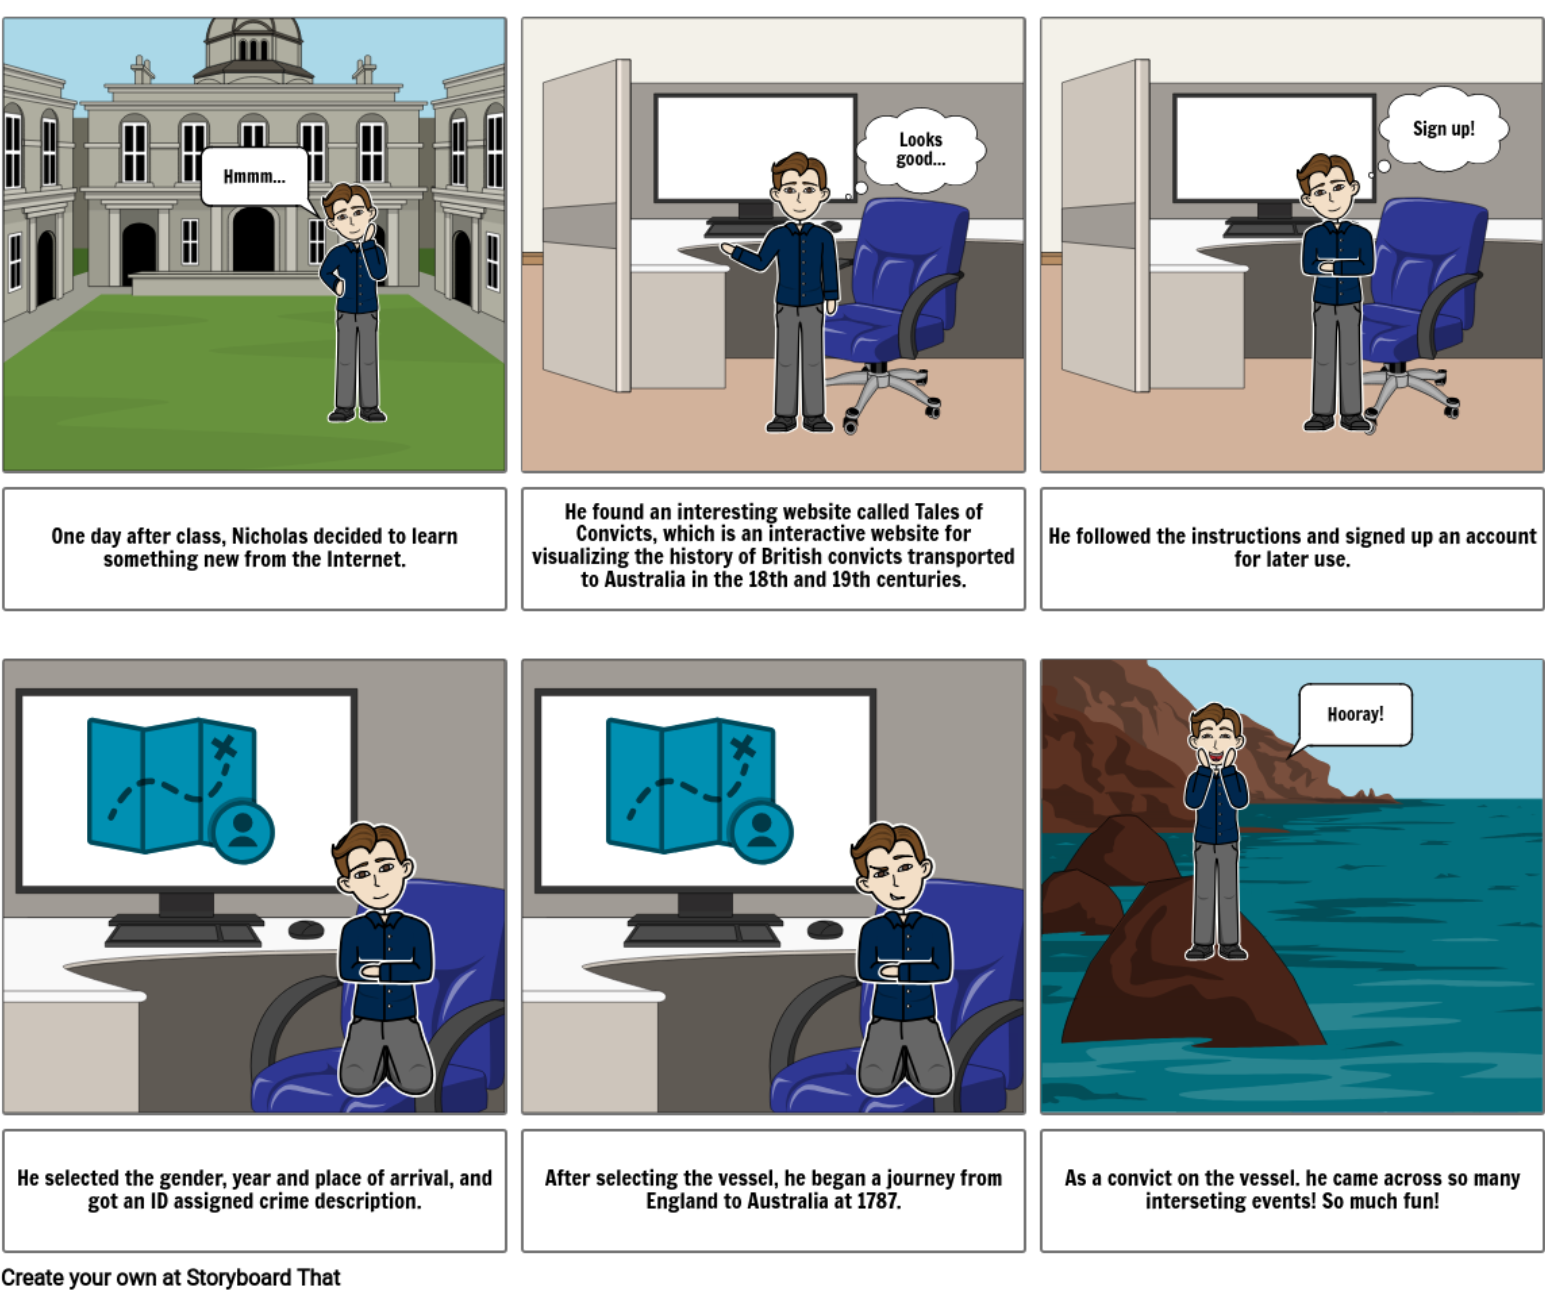 Hmmm...
Looks
good...
Sign up!
One day after class, Nicholas decided to learn
something new from the Internet.
He found an interesting website called Tales of
Convicts, which is an interactive website for
visualizing the history of British convicts transported
to Australia in the 18th and 19th centuries.
He followed the instructions and signed up an account
for later use.
Hooray!
He selected the gender, year and place of arrival, and
got an ID assigned crime description.
After selecting the vessel, he began a journey from
England to Australia at 1787.
As a convict on the vessel. he came across so many
interseting events! So much fun!
Create your own at Storyboard That